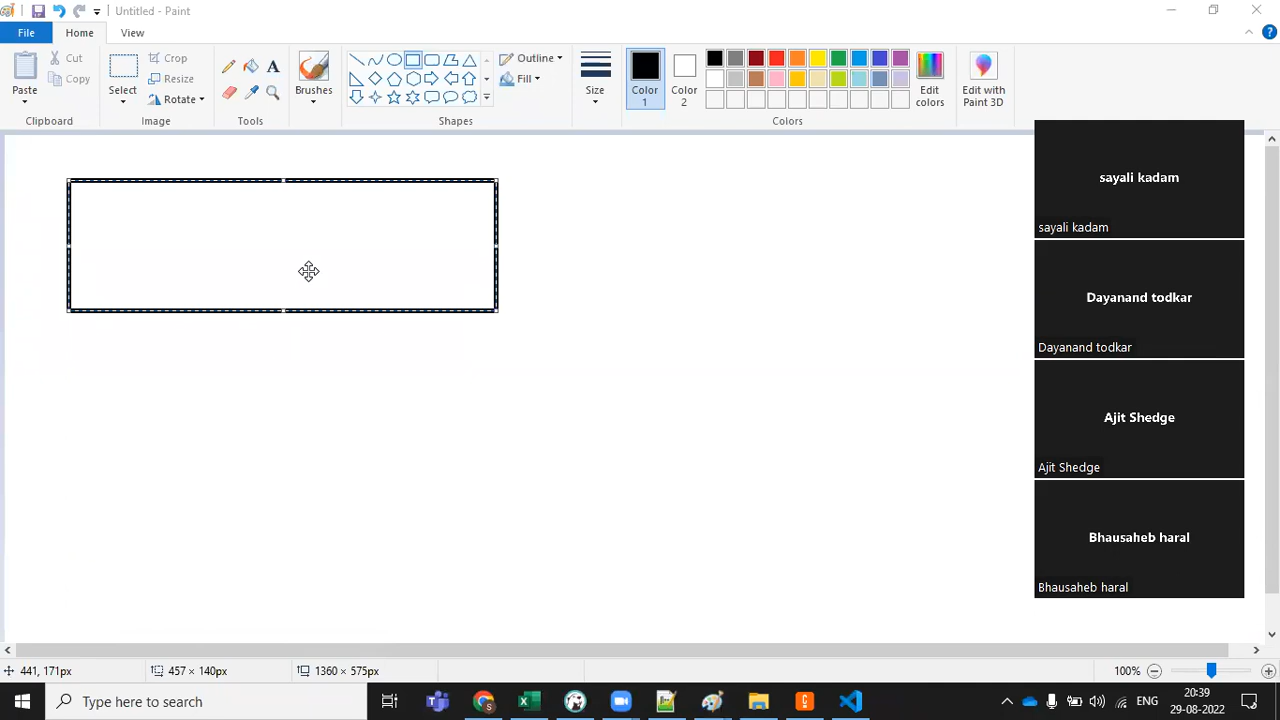 Untitled - Paint
File
Home
View
Paste
Cut
Copy
Clipboard
Select
Crop
Resize
Rotate
Image
Tools
Brushes
Shapes
Outline
Fill
Size
Color
1
Color
2
Edit
colors
Edit with
Paint 3D
Colors
sayali kadam
sayali kadam
Dayanand todkar
Dayanand todkar
Ajit Shedge
Ajit Shedge
Bhausaheb haral
Bhausaheb haral
441, 171px
457 × 140px
1360 × 575px
100%
Type here to search
ENG
20:39
29-08-2022